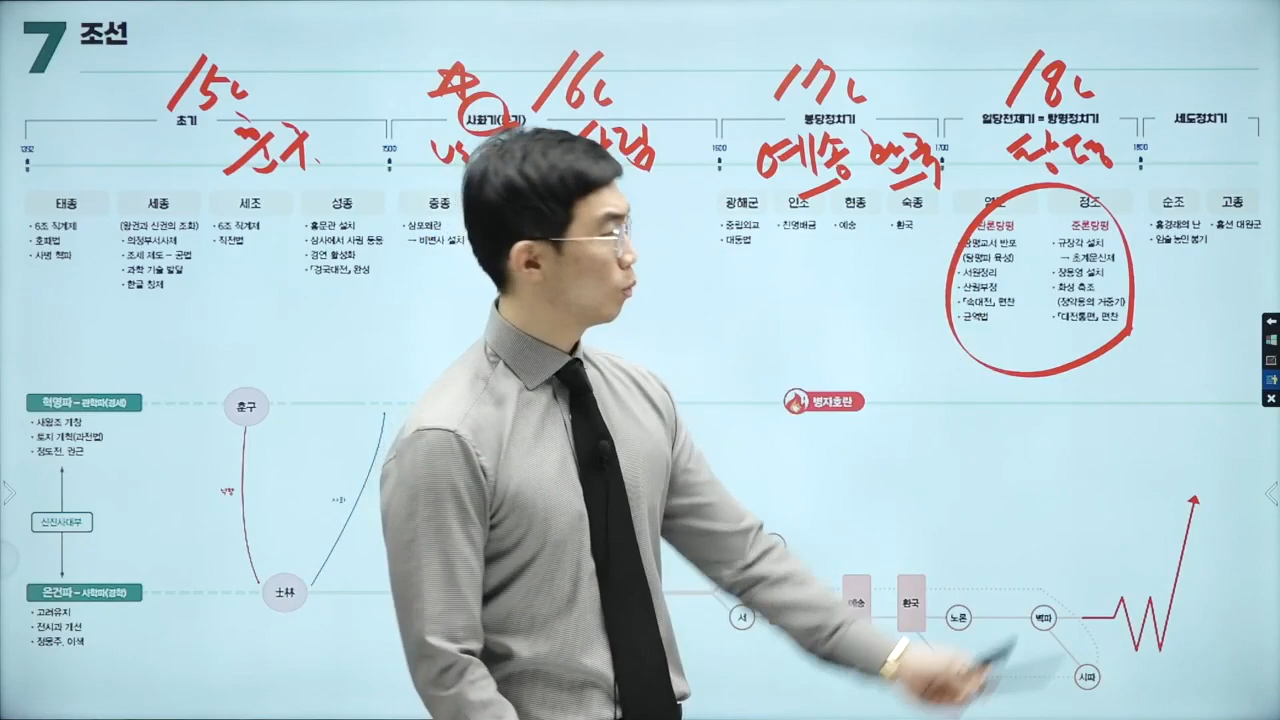 7 조선
15C
16C
17C
18C
초기
사화기
붕당정치기
일당전제기 = 탕평정치기
세도정치기
훈구
vs
사림
예송 환국
탕평
1392
1500
1600
1700
1800
태종
· 6조 직계제
· 호패법
· 사병 혁파
세종
(왕권과 신권의 조화)
· 의정부서사제
· 조세 제도 – 공법
· 과학 기술 발달
· 한글 창제
세조
· 6조 직계제
· 직전법
성종
· 홍문관 설치
· 삼사에서 사림 등용
· 경연 활성화
· 「경국대전」 완성
중종
· 삼포왜란
→ 비변사 설치
광해군
· 중립외교
· 대동법
인조
· 친명배금
현종
· 예송
숙종
· 환국
영조
완론탕평
· 탕평교서 반포
(탕평파 육성)
· 서원정리
· 산림부정
· 「속대전」 편찬
· 균역법
정조
준론탕평
· 규장각 설치
→ 초계문신제
· 장용영 설치
· 화성 축조
(정약용의 거중기)
· 「대전통편」 편찬
순조
· 홍경래의 난
· 임술 농민 봉기
고종
· 흥선 대원군
혁명파 – 관학파(경세)
· 새왕조 개창
· 토지 개혁(과전법)
· 정도전, 권근
신진사대부
온건파 – 사학파(경학)
· 고려유지
· 전시과 개선
· 정몽주, 이색
훈구
낙향
사화
士林
병자호란
서
예송
환국
노론
벽파
시파